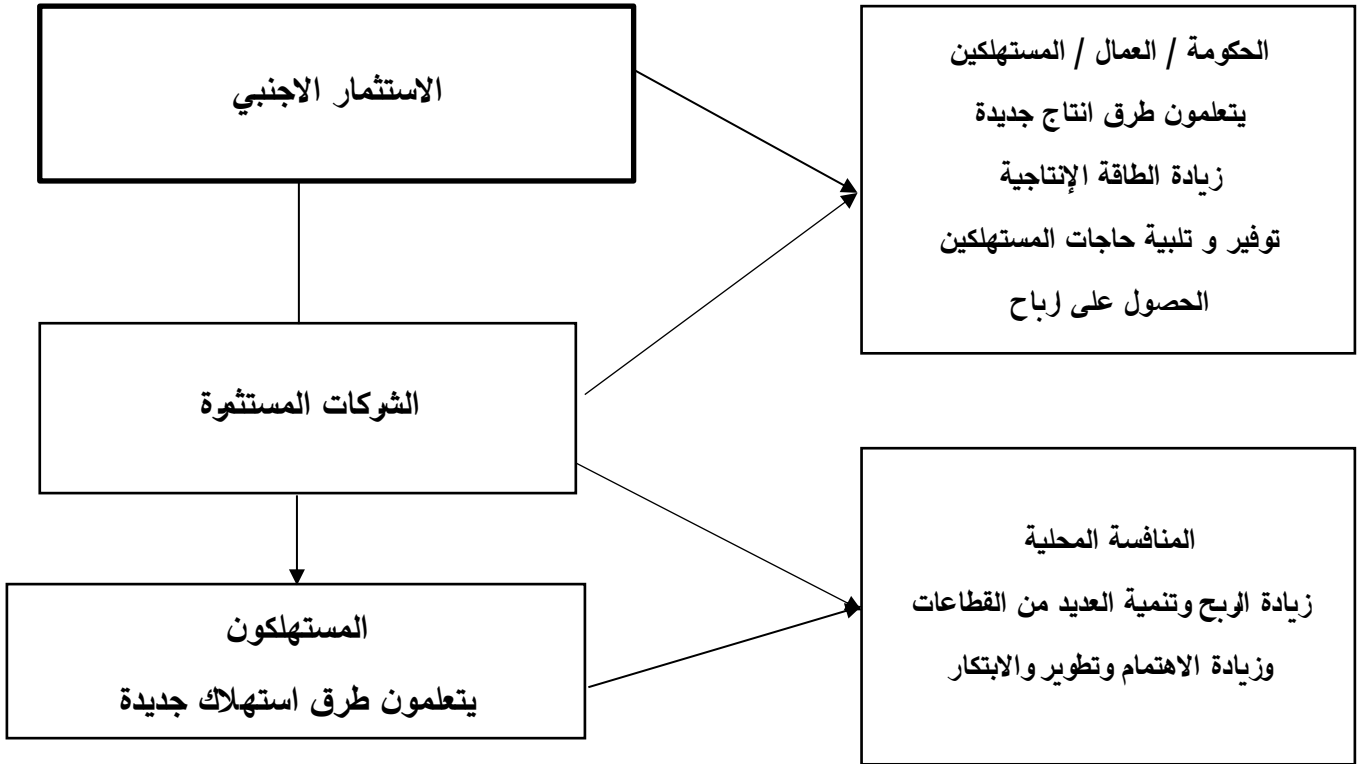 الاستثمار الاجنبي
الحكومة / العمال / المستهلكين
يتعلمون طرق انتاج جديدة
زيادة الطاقة الإنتاجية
توفير و تلبية حاجات المستهلكين
الحصول على ارباح
الشركات المستثمرة
المنافسة المحلية
زيادة الربح وتنمية العديد من القطاعات
وزيادة الاهتمام وتطوير والابتكار
المستهلكون
يتعلمون طرق استهلاك جديدة